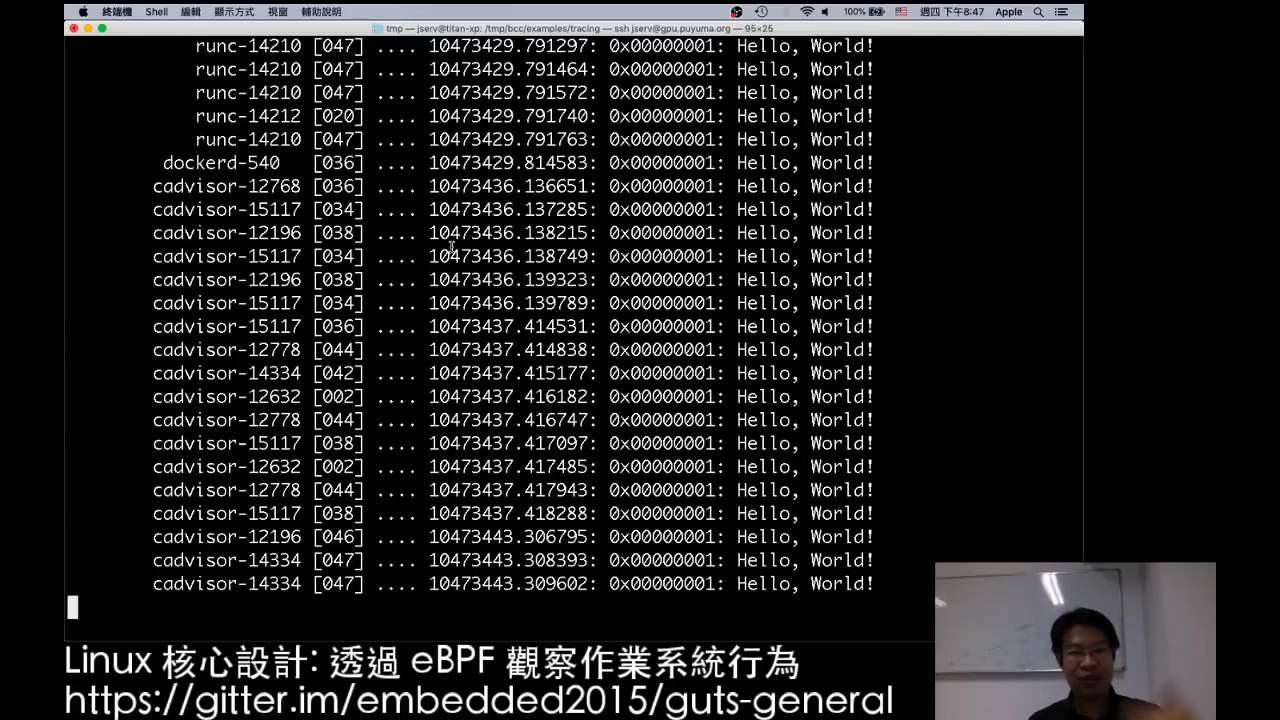 終端機 Shell 編輯 顯示方式 視窗 輔助說明 100% 週四 下午8:47 Apple
tmp — jserv@titan-xp: /tmp/bcc/examples/tracing — ssh jserv@gpu.puyuma.org — 95×25
runc-14210 [047] .... 10473429.791297: 0x00000001: Hello, World!
runc-14210 [047] .... 10473429.791464: 0x00000001: Hello, World!
runc-14210 [047] .... 10473429.791572: 0x00000001: Hello, World!
runc-14212 [020] .... 10473429.791740: 0x00000001: Hello, World!
runc-14210 [047] .... 10473429.791763: 0x00000001: Hello, World!
dockerd-540 [036] .... 10473429.814583: 0x00000001: Hello, World!
cadvisor-12768 [036] .... 10473436.136651: 0x00000001: Hello, World!
cadvisor-15117 [034] .... 10473436.137285: 0x00000001: Hello, World!
cadvisor-12196 [038] .... 10473436.138215: 0x00000001: Hello, World!
cadvisor-15117 [034] .... 10473436.138749: 0x00000001: Hello, World!
cadvisor-12196 [038] .... 10473436.139323: 0x00000001: Hello, World!
cadvisor-15117 [034] .... 10473436.139789: 0x00000001: Hello, World!
cadvisor-15117 [036] .... 10473437.414531: 0x00000001: Hello, World!
cadvisor-12778 [044] .... 10473437.414838: 0x00000001: Hello, World!
cadvisor-14334 [042] .... 10473437.415177: 0x00000001: Hello, World!
cadvisor-12632 [002] .... 10473437.416182: 0x00000001: Hello, World!
cadvisor-12778 [044] .... 10473437.416747: 0x00000001: Hello, World!
cadvisor-15117 [038] .... 10473437.417097: 0x00000001: Hello, World!
cadvisor-12632 [002] .... 10473437.417485: 0x00000001: Hello, World!
cadvisor-12778 [044] .... 10473437.417943: 0x00000001: Hello, World!
cadvisor-15117 [038] .... 10473437.418288: 0x00000001: Hello, World!
cadvisor-12196 [046] .... 10473443.306795: 0x00000001: Hello, World!
cadvisor-14334 [047] .... 10473443.308393: 0x00000001: Hello, World!
cadvisor-14334 [047] .... 10473443.309602: 0x00000001: Hello, World!
Linux 核心設計: 透過 eBPF 觀察作業系統行為
https://gitter.im/embedded2015/guts-general